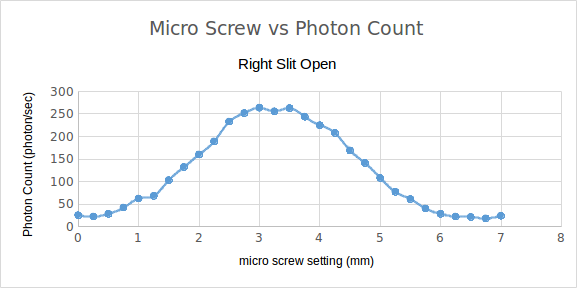 Micro Screw vs Photon Count
Right Slit Open
Photon Count (photon/sec)
300
250
200
150
100
50
0
0 1 2 3 4 5 6 7 8
micro screw setting (mm)